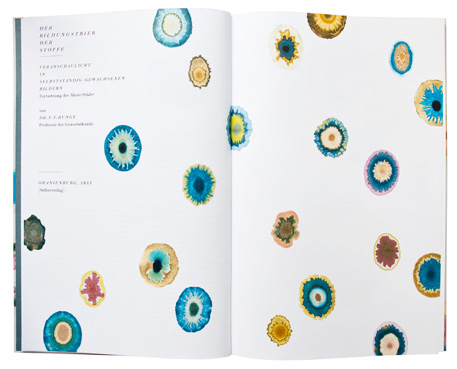 DER
BILDUNGSTRIEB
DER
STOFFE
VERANSCHAULICHT
IN
SELBSTSTÄNDIG GEWACHSENEN
BILDERN
Fortsetzung der Musterbilder
von
DR. F. F. RUNGE
Professor der Gewerbekunde
ORANIENBURG, 1855
(Selbstverlag)